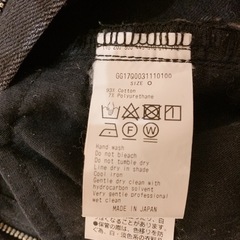 GG17Q0031110100
SIZE 0
93% Cotton
7% Polyurethane
Hand wash
Do not bleach
Do not tumble dry
Line dry in shade
Cool iron
Gentle dry clean with
hydrocarbon solvent
Very gentle professional
wet clean
MADE IN JAPAN